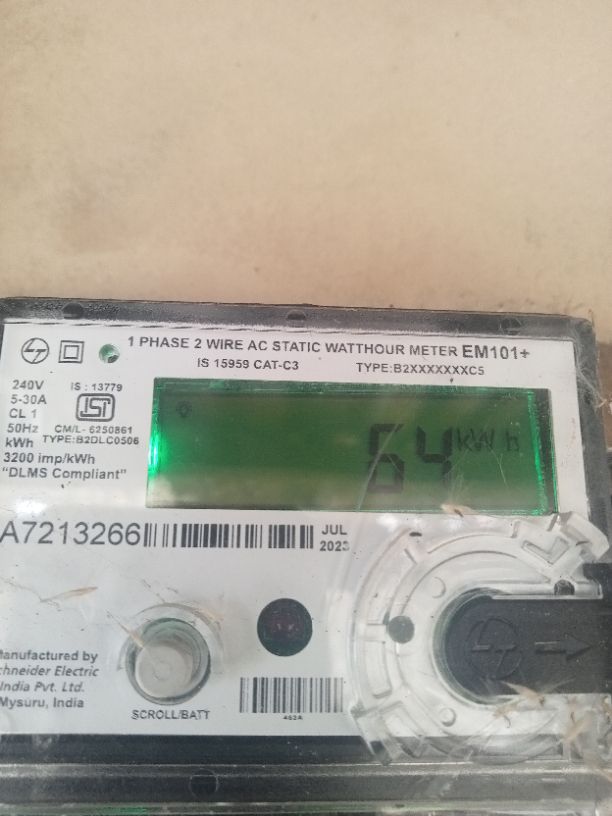 1 PHASE 2 WIRE AC STATIC WATTHOUR METER EM101+
IS 15959 CAT-C3 TYPE:B2XXXXXXXC5
240V IS : 13779
5-30A
CL 1
50Hz CM/L- 6250861
kWh TYPE:B2DLC0506
3200 imp/kWh
"DLMS Compliant"
64 kWh
A7213266 JUL
2023
anufactured by
chneider Electric
India Pvt. Ltd.
Mysuru, India
SCROLL/BATT